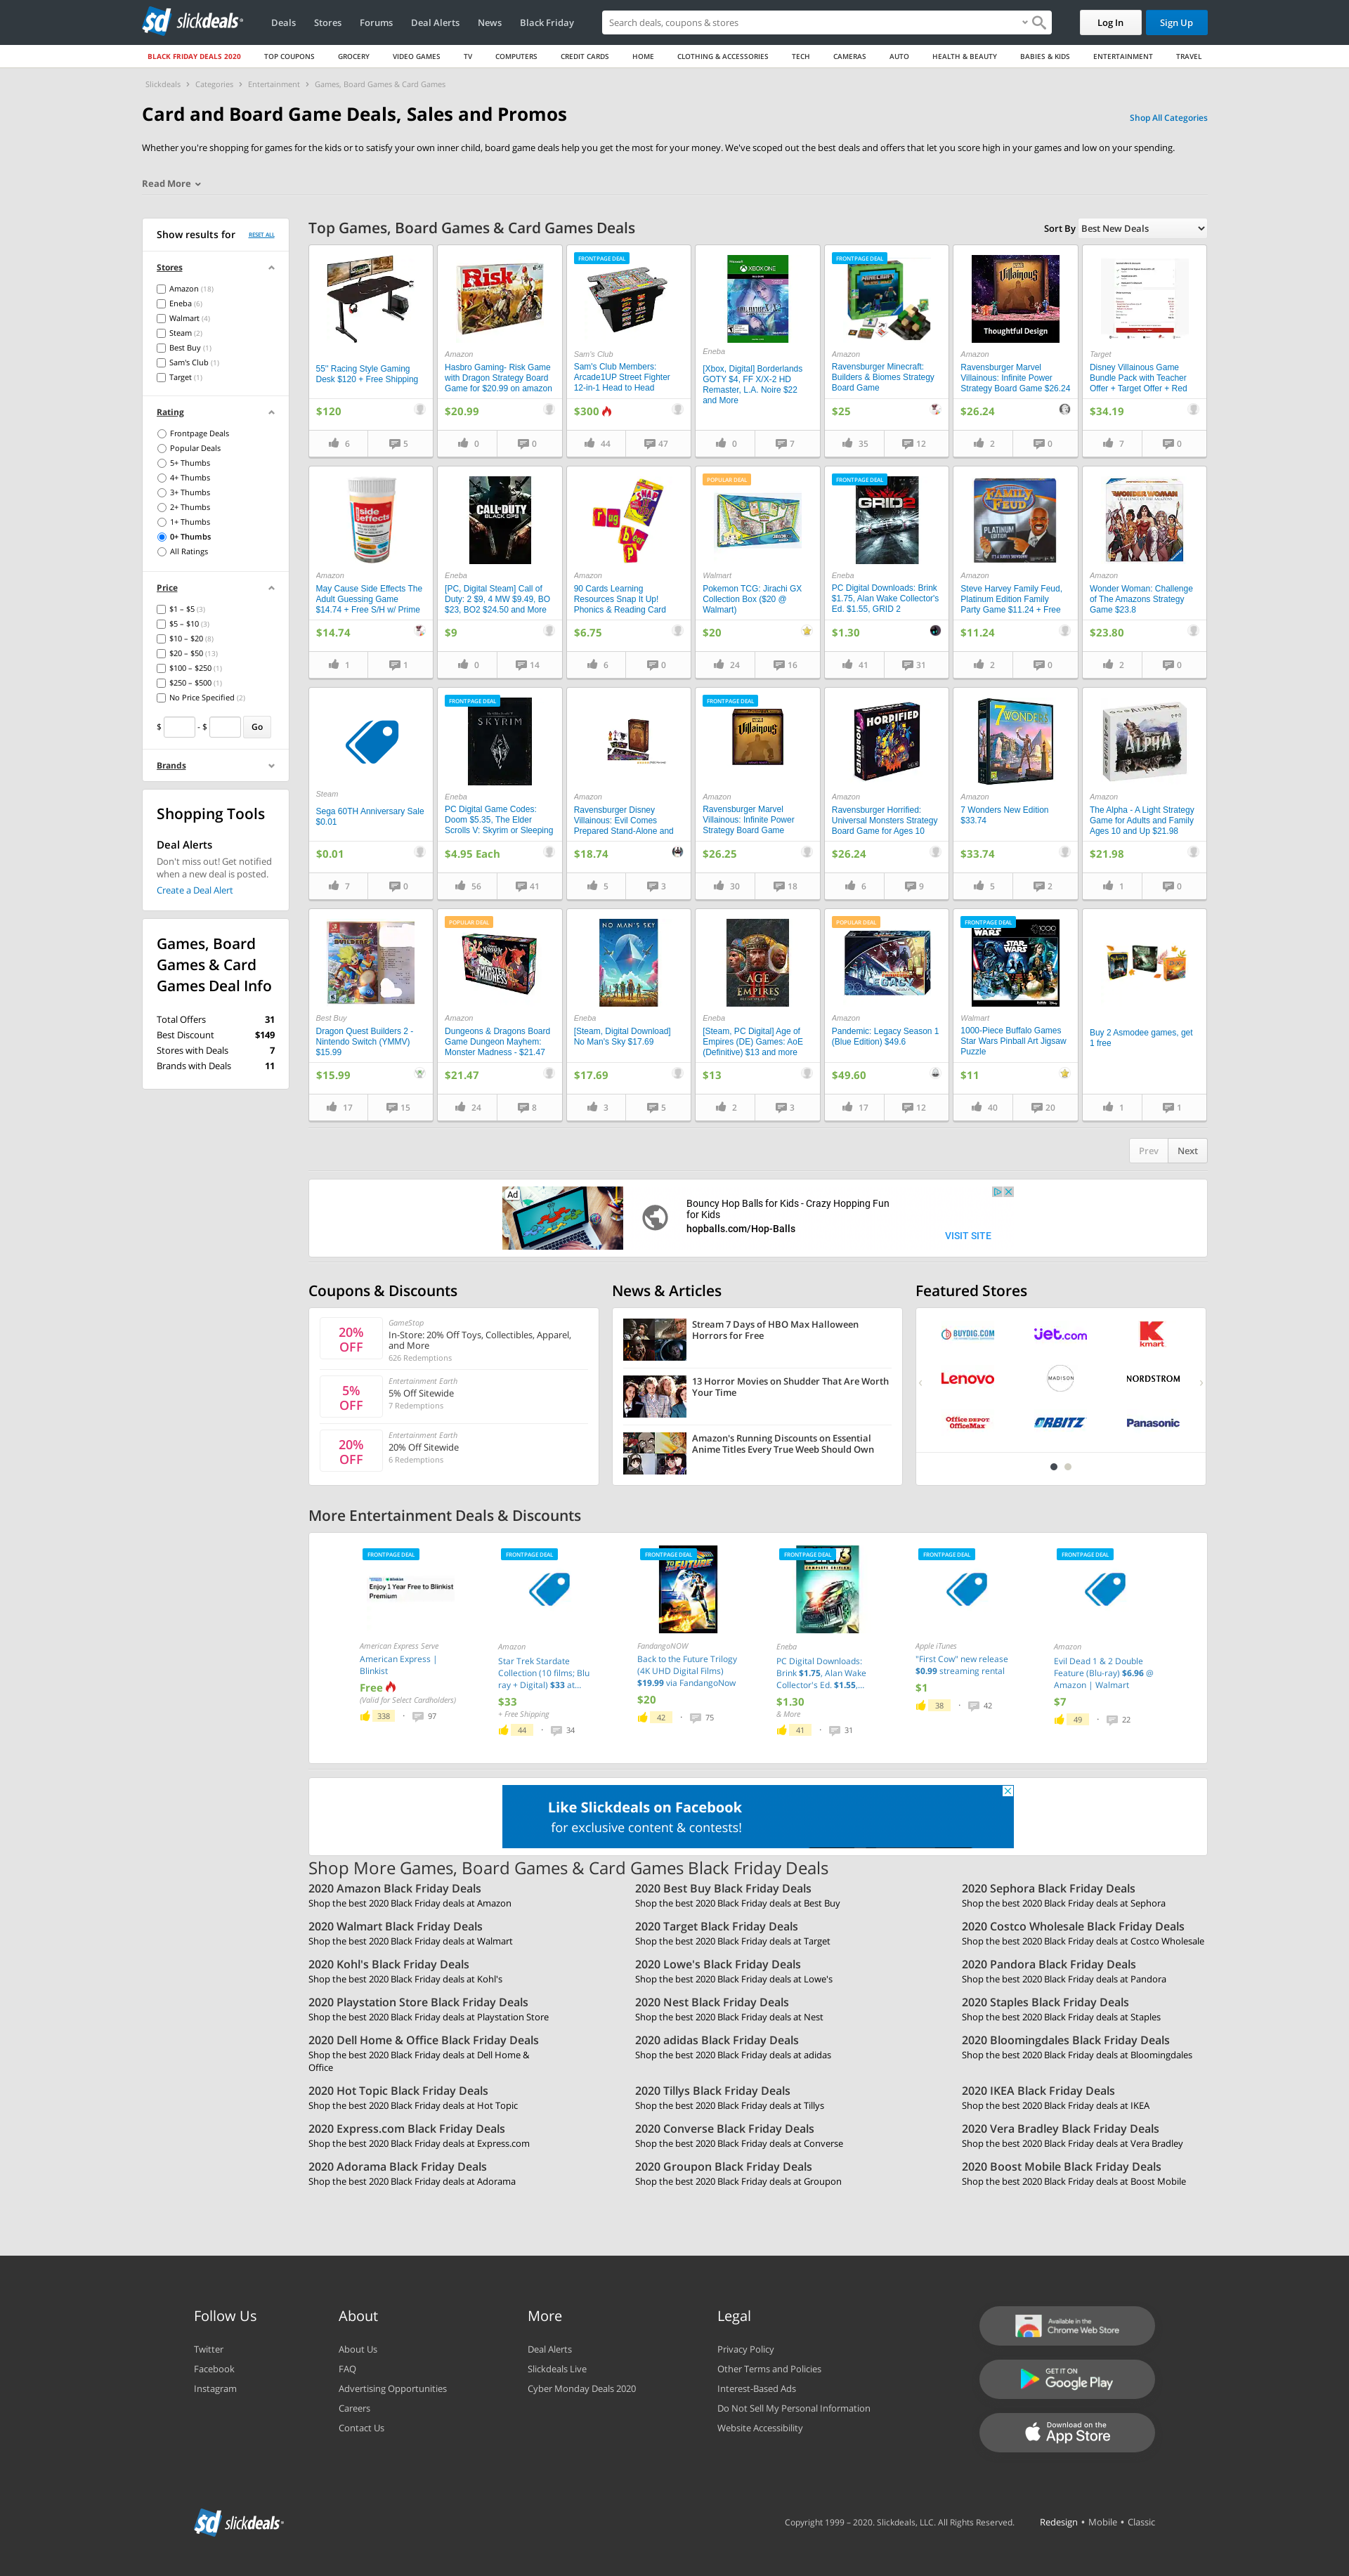 slickdeals
Deals
Stores
Forums
Deal Alerts
News
Black Friday
Search deals, coupons & stores
Log In
Sign Up
BLACK FRIDAY DEALS 2020
TOP COUPONS
GROCERY
VIDEO GAMES
TV
COMPUTERS
CREDIT CARDS
HOME
CLOTHING & ACCESSORIES
TECH
CAMERAS
AUTO
HEALTH & BEAUTY
BABIES & KIDS
ENTERTAINMENT
TRAVEL
Slickdeals > Categories > Entertainment > Games, Board Games & Card Games
Card and Board Game Deals, Sales and Promos
Shop All Categories
Whether you're shopping for games for the kids or to satisfy your own inner child, board game deals help you get the most for your money. We've scoped out the best deals and offers that let you score high in your games and low on your spending.
Read More
Show results for
RESET ALL
Stores
Amazon (18)
Eneba (6)
Walmart (4)
Steam (2)
Best Buy (1)
Sam's Club (1)
Target (1)
Rating
Frontpage Deals
Popular Deals
5+ Thumbs
4+ Thumbs
3+ Thumbs
2+ Thumbs
1+ Thumbs
0+ Thumbs
All Ratings
Price
$1 – $5 (3)
$5 – $10 (3)
$10 – $20 (8)
$20 – $50 (13)
$100 – $250 (1)
$250 – $500 (1)
No Price Specified (2)
$ - $ Go
Brands
Shopping Tools
Deal Alerts
Don't miss out! Get notified
when a new deal is posted.
Create a Deal Alert
Games, Board
Games & Card
Games Deal Info
Total Offers 31
Best Discount $149
Stores with Deals 7
Brands with Deals 11
Top Games, Board Games & Card Games Deals
Sort By Best New Deals
55" Racing Style Gaming
Desk $120 + Free Shipping
$120
6 5
Risk
Amazon
Hasbro Gaming- Risk Game
with Dragon Strategy Board
Game for $20.99 on amazon
$20.99
0 0
FRONTPAGE DEAL
Sam's Club
Sam's Club Members:
Arcade1UP Street Fighter
12-in-1 Head to Head
$300
44 47
XBOX ONE
Eneba
[Xbox, Digital] Borderlands
GOTY $4, FF X/X-2 HD
Remaster, L.A. Noire $22
and More
0 7
FRONTPAGE DEAL
Amazon
Ravensburger Minecraft:
Builders & Biomes Strategy
Board Game
$25
35 12
Villainous
Thoughtful Design
Amazon
Ravensburger Marvel
Villainous: Infinite Power
Strategy Board Game $26.24
$26.24
2 0
Target
Disney Villainous Game
Bundle Pack with Teacher
Offer + Target Offer + Red
$34.19
7 0
side effects
Amazon
May Cause Side Effects The
Adult Guessing Game
$14.74 + Free S/H w/ Prime
$14.74
1 1
CALL OF DUTY
BLACK OPS
Eneba
[PC, Digital Steam] Call of
Duty: 2 $9, 4 MW $9.49, BO
$23, BO2 $24.50 and More
$9
0 14
SNAP
Amazon
90 Cards Learning
Resources Snap It Up!
Phonics & Reading Card
$6.75
6 0
POPULAR DEAL
Walmart
Pokemon TCG: Jirachi GX
Collection Box ($20 @
Walmart)
$20
24 16
FRONTPAGE DEAL
GRID 2
Eneba
PC Digital Downloads: Brink
$1.75, Alan Wake Collector's
Ed. $1.55, GRID 2
$1.30
41 31
FAMILY FEUD
PLATINUM EDITION
Amazon
Steve Harvey Family Feud,
Platinum Edition Family
Party Game $11.24 + Free
$11.24
2 0
WONDER WOMAN
Amazon
Wonder Woman: Challenge
of The Amazons Strategy
Game $23.8
$23.80
2 0
Steam
Sega 60TH Anniversary Sale
$0.01
$0.01
7 0
FRONTPAGE DEAL
SKYRIM
Eneba
PC Digital Game Codes:
Doom $5.35, The Elder
Scrolls V: Skyrim or Sleeping
$4.95 Each
56 41
Amazon
Ravensburger Disney
Villainous: Evil Comes
Prepared Stand-Alone and
$18.74
5 3
FRONTPAGE DEAL
Villainous
Amazon
Ravensburger Marvel
Villainous: Infinite Power
Strategy Board Game
$26.25
30 18
HORRIFIED
Amazon
Ravensburger Horrified:
Universal Monsters Strategy
Board Game for Ages 10
$26.24
6 9
7 WONDERS
Amazon
7 Wonders New Edition
$33.74
$33.74
5 2
ALPHA
Amazon
The Alpha - A Light Strategy
Game for Adults and Family
Ages 10 and Up $21.98
$21.98
1 0
BUILDERS
Best Buy
Dragon Quest Builders 2 -
Nintendo Switch (YMMV)
$15.99
$15.99
17 15
POPULAR DEAL
MONSTER MADNESS
Amazon
Dungeons & Dragons Board
Game Dungeon Mayhem:
Monster Madness - $21.47
$21.47
24 8
NO MAN'S SKY
Eneba
[Steam, Digital Download]
No Man's Sky $17.69
$17.69
3 5
AGE EMPIRES
Eneba
[Steam, PC Digital] Age of
Empires (DE) Games: AoE
(Definitive) $13 and more
$13
2 3
POPULAR DEAL
LEGACY
Amazon
Pandemic: Legacy Season 1
(Blue Edition) $49.6
$49.60
17 12
FRONTPAGE DEAL
STAR WARS
1000
Walmart
1000-Piece Buffalo Games
Star Wars Pinball Art Jigsaw
Puzzle
$11
40 20
Buy 2 Asmodee games, get
1 free
1 1
Prev Next
Ad
Bouncy Hop Balls for Kids - Crazy Hopping Fun
for Kids
hopballs.com/Hop-Balls
VISIT SITE
Coupons & Discounts
20%
OFF
GameStop
In-Store: 20% Off Toys, Collectibles, Apparel,
and More
626 Redemptions
5%
OFF
Entertainment Earth
5% Off Sitewide
7 Redemptions
20%
OFF
Entertainment Earth
20% Off Sitewide
6 Redemptions
News & Articles
Stream 7 Days of HBO Max Halloween
Horrors for Free
13 Horror Movies on Shudder That Are Worth
Your Time
Amazon's Running Discounts on Essential
Anime Titles Every True Weeb Should Own
Featured Stores
BUYDIG.COM
Jet.com
kmart
Lenovo
MADISON
NORDSTROM
Office DEPOT
OfficeMax
ORBITZ
Panasonic
More Entertainment Deals & Discounts
FRONTPAGE DEAL
Blinkist
Enjoy 1 Year Free to Blinkist
Premium
American Express Serve
American Express |
Blinkist
Free
(Valid for Select Cardholders)
338 • 97
FRONTPAGE DEAL
Amazon
Star Trek Stardate
Collection (10 films; Blu
ray + Digital) $33 at...
$33
+ Free Shipping
44 • 34
FRONTPAGE DEAL
FUTURE
FandangoNOW
Back to the Future Trilogy
(4K UHD Digital Films)
$19.99 via FandangoNow
$20
42 • 75
FRONTPAGE DEAL
COMPLETE EDITION
Eneba
PC Digital Downloads:
Brink $1.75, Alan Wake
Collector's Ed. $1.55,...
$1.30
& More
41 • 31
FRONTPAGE DEAL
Apple iTunes
"First Cow" new release
$0.99 streaming rental
$1
38 • 42
FRONTPAGE DEAL
Amazon
Evil Dead 1 & 2 Double
Feature (Blu-ray) $6.96 @
Amazon | Walmart
$7
49 • 22
Like Slickdeals on Facebook
for exclusive content & contests!
Shop More Games, Board Games & Card Games Black Friday Deals
2020 Amazon Black Friday Deals
Shop the best 2020 Black Friday deals at Amazon
2020 Best Buy Black Friday Deals
Shop the best 2020 Black Friday deals at Best Buy
2020 Sephora Black Friday Deals
Shop the best 2020 Black Friday deals at Sephora
2020 Walmart Black Friday Deals
Shop the best 2020 Black Friday deals at Walmart
2020 Target Black Friday Deals
Shop the best 2020 Black Friday deals at Target
2020 Costco Wholesale Black Friday Deals
Shop the best 2020 Black Friday deals at Costco Wholesale
2020 Kohl's Black Friday Deals
Shop the best 2020 Black Friday deals at Kohl's
2020 Lowe's Black Friday Deals
Shop the best 2020 Black Friday deals at Lowe's
2020 Pandora Black Friday Deals
Shop the best 2020 Black Friday deals at Pandora
2020 Playstation Store Black Friday Deals
Shop the best 2020 Black Friday deals at Playstation Store
2020 Nest Black Friday Deals
Shop the best 2020 Black Friday deals at Nest
2020 Staples Black Friday Deals
Shop the best 2020 Black Friday deals at Staples
2020 Dell Home & Office Black Friday Deals
Shop the best 2020 Black Friday deals at Dell Home &
Office
2020 adidas Black Friday Deals
Shop the best 2020 Black Friday deals at adidas
2020 Bloomingdales Black Friday Deals
Shop the best 2020 Black Friday deals at Bloomingdales
2020 Hot Topic Black Friday Deals
Shop the best 2020 Black Friday deals at Hot Topic
2020 Tillys Black Friday Deals
Shop the best 2020 Black Friday deals at Tillys
2020 IKEA Black Friday Deals
Shop the best 2020 Black Friday deals at IKEA
2020 Express.com Black Friday Deals
Shop the best 2020 Black Friday deals at Express.com
2020 Converse Black Friday Deals
Shop the best 2020 Black Friday deals at Converse
2020 Vera Bradley Black Friday Deals
Shop the best 2020 Black Friday deals at Vera Bradley
2020 Adorama Black Friday Deals
Shop the best 2020 Black Friday deals at Adorama
2020 Groupon Black Friday Deals
Shop the best 2020 Black Friday deals at Groupon
2020 Boost Mobile Black Friday Deals
Shop the best 2020 Black Friday deals at Boost Mobile
Follow Us
Twitter
Facebook
Instagram
About
About Us
FAQ
Advertising Opportunities
Careers
Contact Us
More
Deal Alerts
Slickdeals Live
Cyber Monday Deals 2020
Legal
Privacy Policy
Other Terms and Policies
Interest-Based Ads
Do Not Sell My Personal Information
Website Accessibility
Available in the
Chrome Web Store
GET IT ON
Google Play
Download on the
App Store
slickdeals
Copyright 1999 – 2020. Slickdeals, LLC. All Rights Reserved.
Redesign • Mobile • Classic